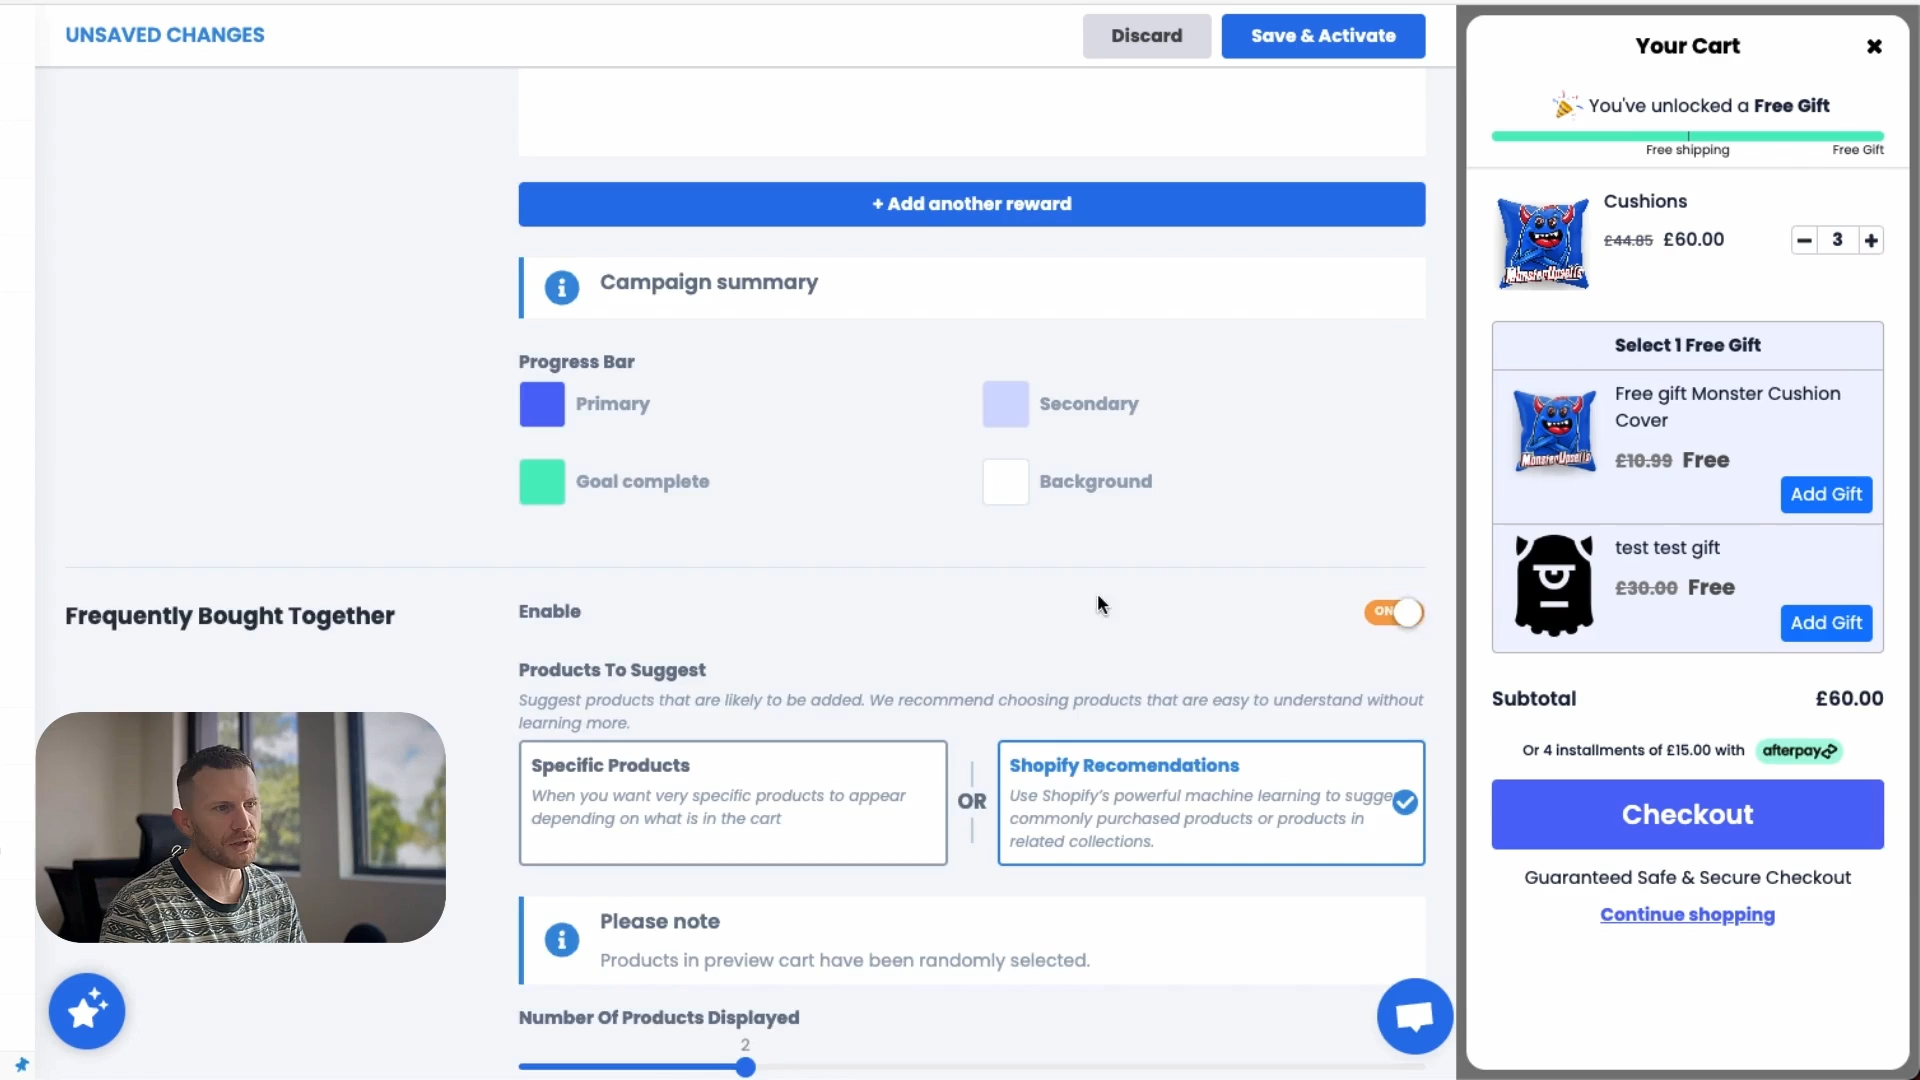 UNSAVED CHANGES
Discard
Save & Activate
+ Add another reward
Campaign summary
Progress Bar
Primary
Secondary
Goal complete
Background
Frequently Bought Together
Enable
ON
Products To Suggest
Suggest products that are likely to be added. We recommend choosing products that are easy to understand without
learning more.
Specific Products
When you want very specific products to appear
depending on what is in the cart
OR
Shopify Recomendations
Use Shopify's powerful machine learning to sugge
commonly purchased products or products in
related collections.
Please note
Products in preview cart have been randomly selected.
Number Of Products Displayed
2
Your Cart
You've unlocked a Free Gift
Free shipping
Free Gift
Cushions
£44.85 £60.00
3
MonsterUpsells
Select 1 Free Gift
Free gift Monster Cushion
Cover
£10.99 Free
MonsterUpsells
Add Gift
test test gift
£30.00 Free
Add Gift
Subtotal
£60.00
Or 4 installments of £15.00 with afterpay
Checkout
Guaranteed Safe & Secure Checkout
Continue shopping